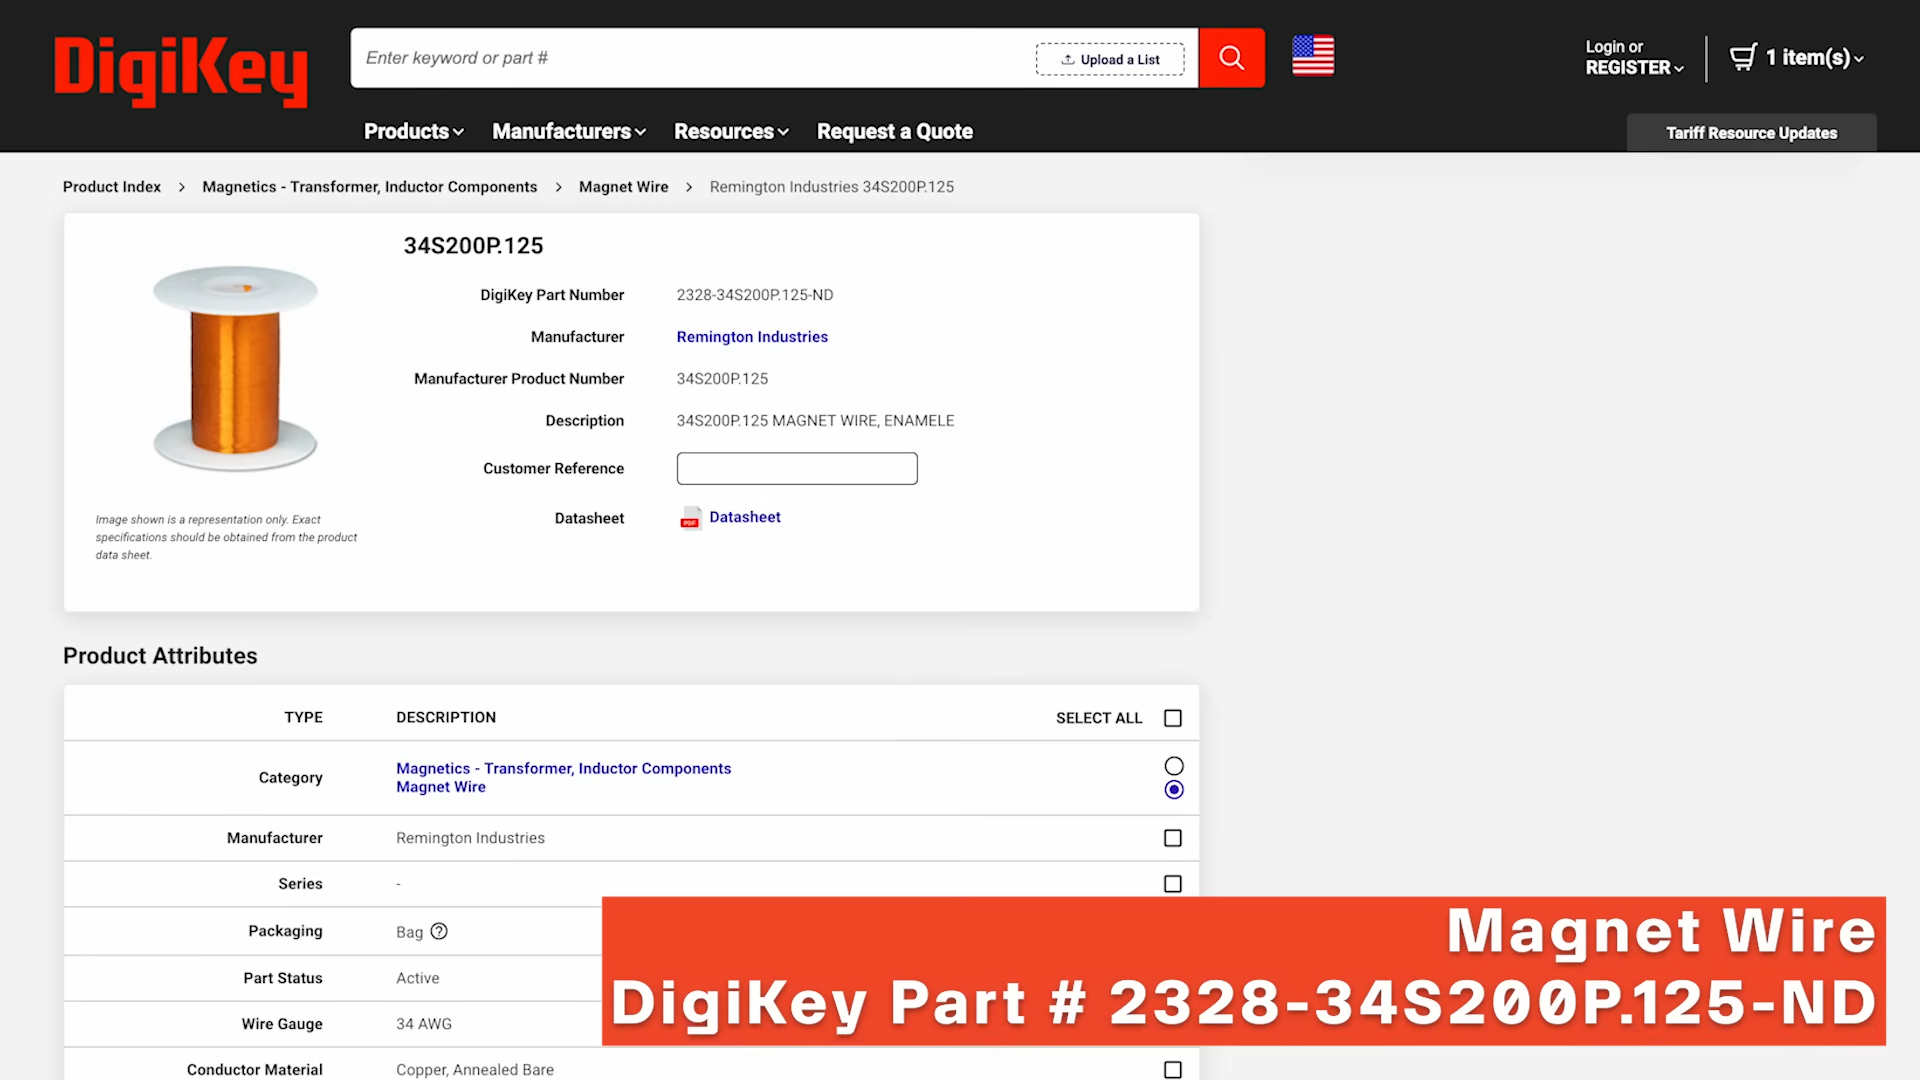 DigiKey
Enter keyword or part #
Upload a List
Login or
REGISTER
1 item(s)
Products
Manufacturers
Resources
Request a Quote
Tariff Resource Updates
Product Index > Magnetics - Transformer, Inductor Components > Magnet Wire > Remington Industries 34S200P.125
34S200P.125
DigiKey Part Number 2328-34S200P.125-ND
Manufacturer Remington Industries
Manufacturer Product Number 34S200P.125
Description 34S200P.125 MAGNET WIRE, ENAMELE
Customer Reference
Datasheet PDF Datasheet
Image shown is a representation only. Exact
specifications should be obtained from the product
data sheet.
Product Attributes
TYPE DESCRIPTION SELECT ALL
Category Magnetics - Transformer, Inductor Components
Magnet Wire
Manufacturer Remington Industries
Series -
Packaging Bag ?
Part Status Active
Wire Gauge 34 AWG
Conductor Material Copper, Annealed Bare
Magnet Wire
DigiKey Part # 2328-34S200P.125-ND